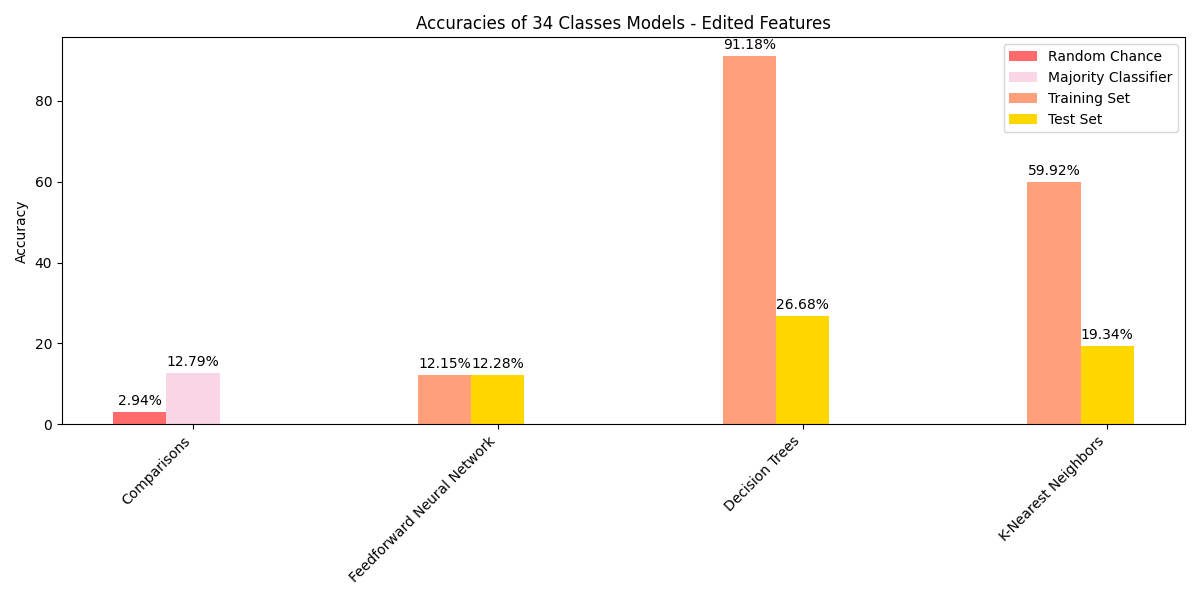 Accuracies of 34 Classes Models - Edited Features
Random Chance
Majority Classifier
Training Set
Test Set
Accuracy
80
60
40
20
0
2.94%
12.79%
12.15%
12.28%
91.18%
26.68%
59.92%
19.34%
Comparisons
Feedforward Neural Network
Decision Trees
K-Nearest Neighbors